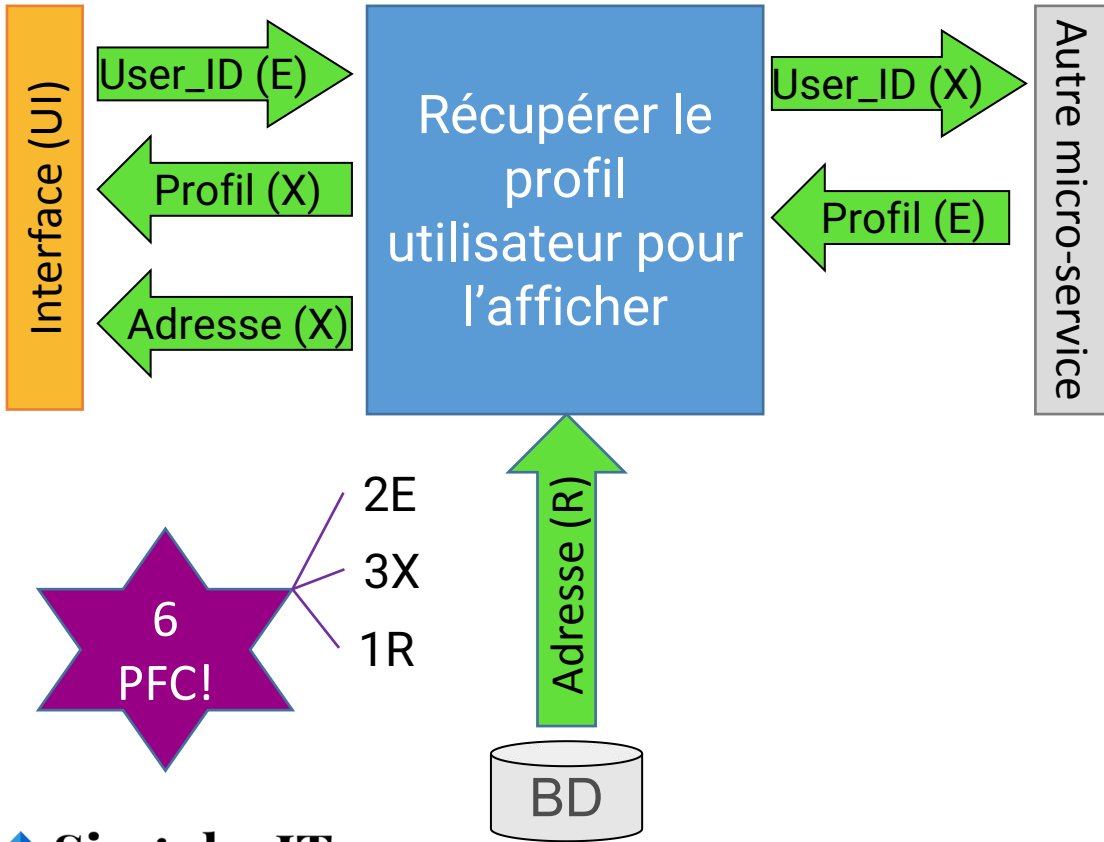 Interface (UI)
User_ID (E)
Profil (X)
Adresse (X)
Récupérer le
profil
utilisateur pour
l’afficher
User_ID (X)
Profil (E)
Autre micro-service
2E
3X
1R
6
PFC!
Adresse (R)
BD